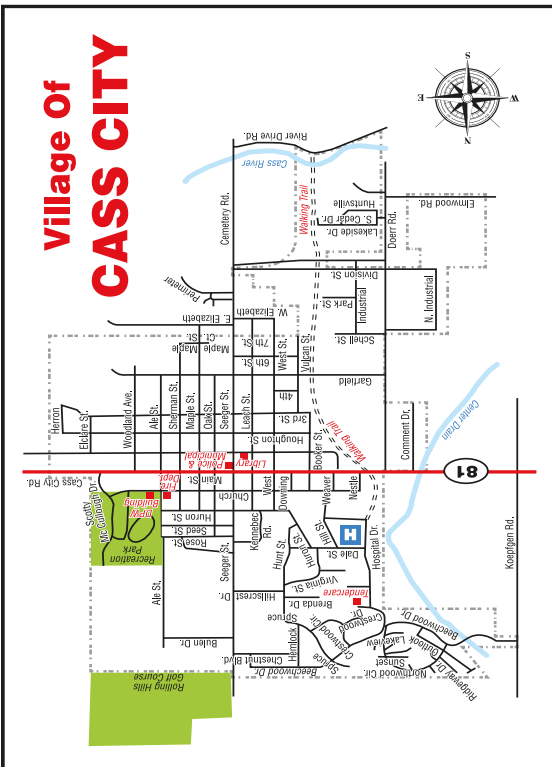 Village Of
CASS CITY
S
E
W
N
River Drive Rd.
Cass River
Walking Trail
Cemetery Rd.
Huntsville
S. Cedar Dr.
Lakeside Dr.
Doerr Rd.
Elmwood Rd.
Division St.
Perimeter
Park St.
Industrial
N. Industrial
E. Elizabeth
W. Elizabeth
Schell St.
Maple Ct.
Maple St.
7th St.
6th St.
West St.
Vulcan St.
Garfield
4th
3rd St.
Herron
Elclare St.
Woodland Ave.
Ale St.
Sherman St.
Maple St.
Oak St.
Seeger St.
Leach St.
Houghton St.
Booker St.
Walking Trail
Comment Dr.
Center Drain
Municipal
Police &
Library
81
Cass City Rd.
Main St.
Fire
Dept.
Church
West
Downing
Weaver
Nestle
Scotty
Mc Cullough Dr.
DPW
Building
Recreation
Park
Huron St.
Seed St.
Rose St.
Kennebec
Rd.
Hunt St.
Huron St.
Hill St.
H
Dale St.
Hospital Dr.
Koepfgen Rd.
Ale St.
Seeger St.
Virginia St.
Tendercare
Hillcrest Dr.
Brenda Dr.
Spruce
Crestwood Cir.
Crestwood
Dr.
Bulen Dr.
Hemlock
Spruce
Lakeview
Outlook
Beechwood Dr
Sunset
Chestnut Blvd.
Beechwood Dr
Northwood Cir.
Ridgeway Dr
Rolling Hills
Golf Course